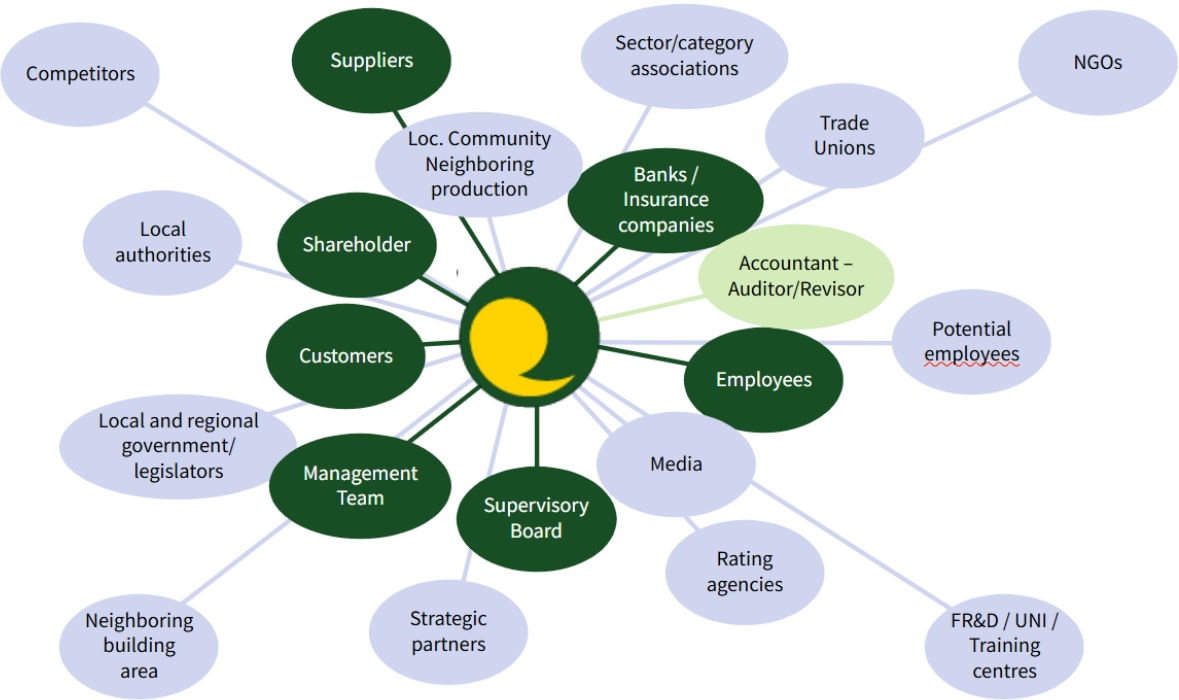 Suppliers
Sector/category
associations
NGOs
Competitors
Trade
Unions
Loc. Community
Neighboring
production
Banks /
Insurance
companies
Local
authorities
Shareholder
Accountant –
Auditor/Revisor
Potential
employees
Customers
Employees
Local and regional
government/
legislators
Management
Team
Media
Supervisory
Board
Rating
agencies
Neighboring
building
area
Strategic
partners
FR&D / UNI /
Training
centres